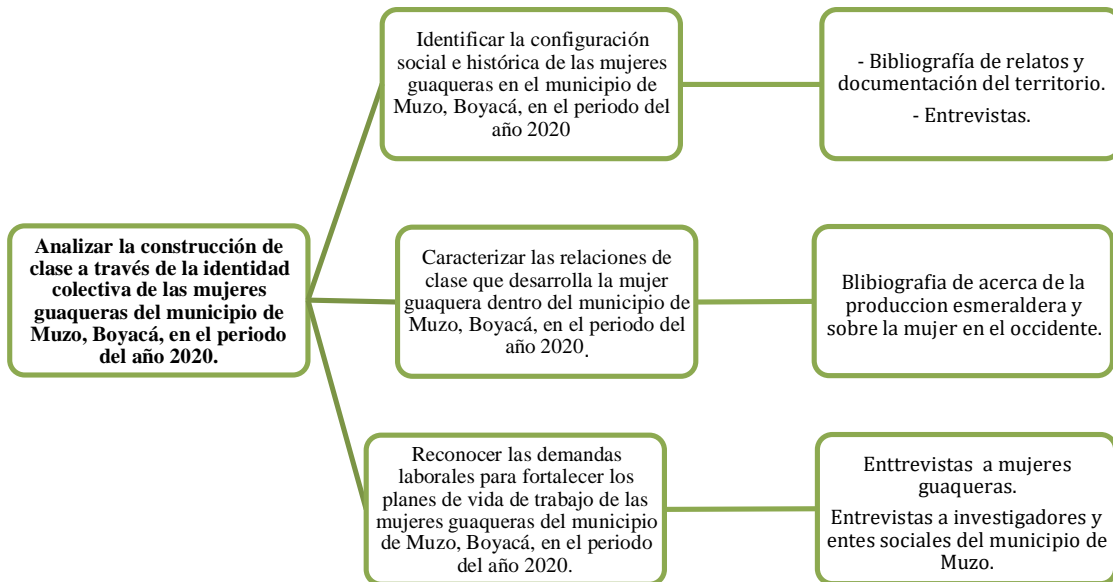 Analizar la construcción de
clase a través de la identidad
colectiva de las mujeres
guaqueras del municipio de
Muzo, Boyacá, en el periodo
del año 2020.
Identificar la configuración
social e histórica de las mujeres
guaqueras en el municipio de
Muzo, Boyacá, en el periodo del
año 2020
- Bibliografía de relatos y
documentación del territorio.
- Entrevistas.
Caracterizar las relaciones de
clase que desarrolla la mujer
guaquera dentro del municipio de
Muzo, Boyacá, en el periodo del
año 2020.
Blibiografia de acerca de la
produccion esmeraldera y
sobre la mujer en el occidente.
Reconocer las demandas
laborales para fortalecer los
planes de vida de trabajo de las
mujeres guaqueras del municipio
de Muzo, Boyacá, en el periodo
del año 2020.
Enttrevistas a mujeres
guaqueras.
Entrevistas a investigadores y
entes sociales del municipio de
Muzo.